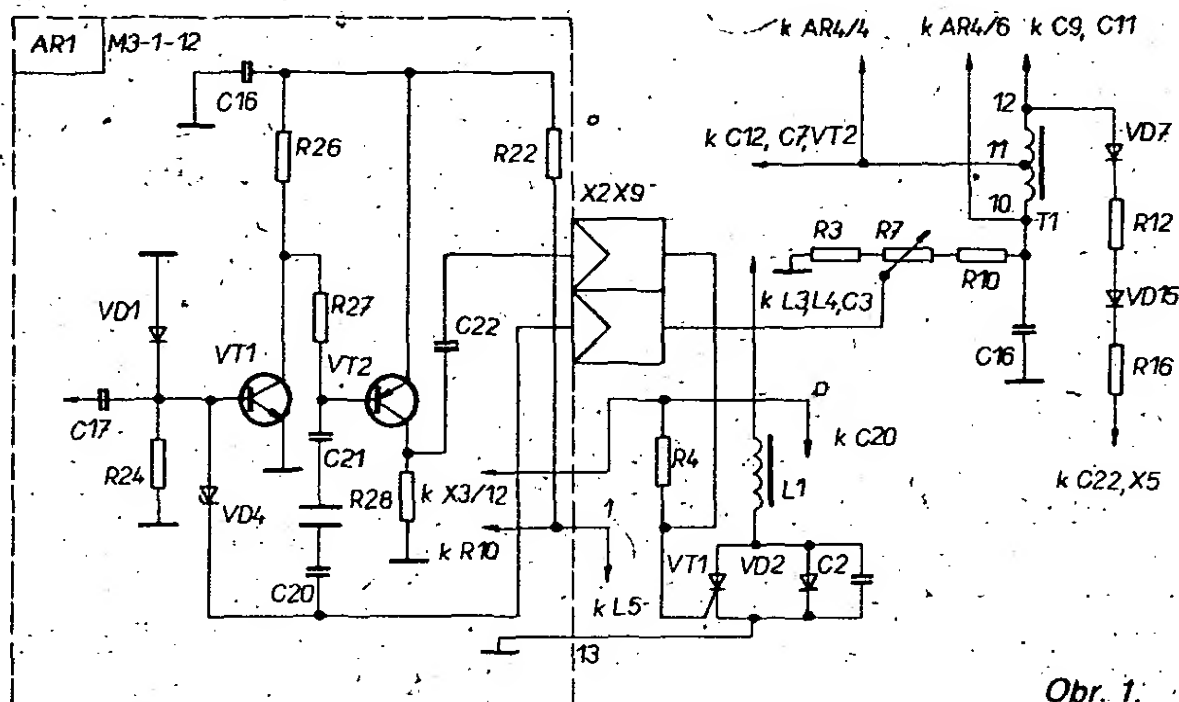 AR1 M3-1-12
k AR4/4 k AR4/6 k C9, C11
C16
12
R26
R22
k C12, C7, VT2
11
VD7
X2X9
10
T1
R12
R3 R7
R10
VD1
R27
k L3, L4, C3
VD15
C22
VT1
VT2
C16
R16
C17
C21
k C20
R24
R4
R28
k X3/12
L1
k C22, X5
VD4
1
k R10
VT1 VD2 C2
C20
k L5
13
Obr. 1.